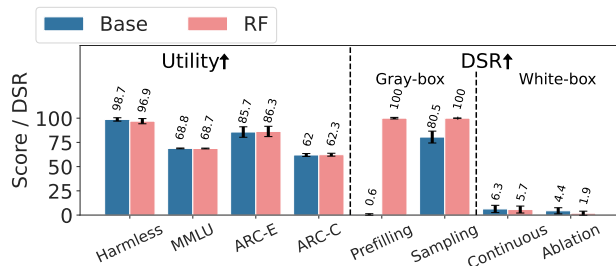 Base RF
Utility↑ DSR↑
Gray-box White-box
Score / DSR
100
75
50
25
0
98.7 96.9 68.8 68.7 85.7 86.3 62 62.3 0.6 100 80.5 100 6.3 5.7 4.4 1.9
Harmless MMLU ARC-E ARC-C Prefilling Sampling Continuous Ablation